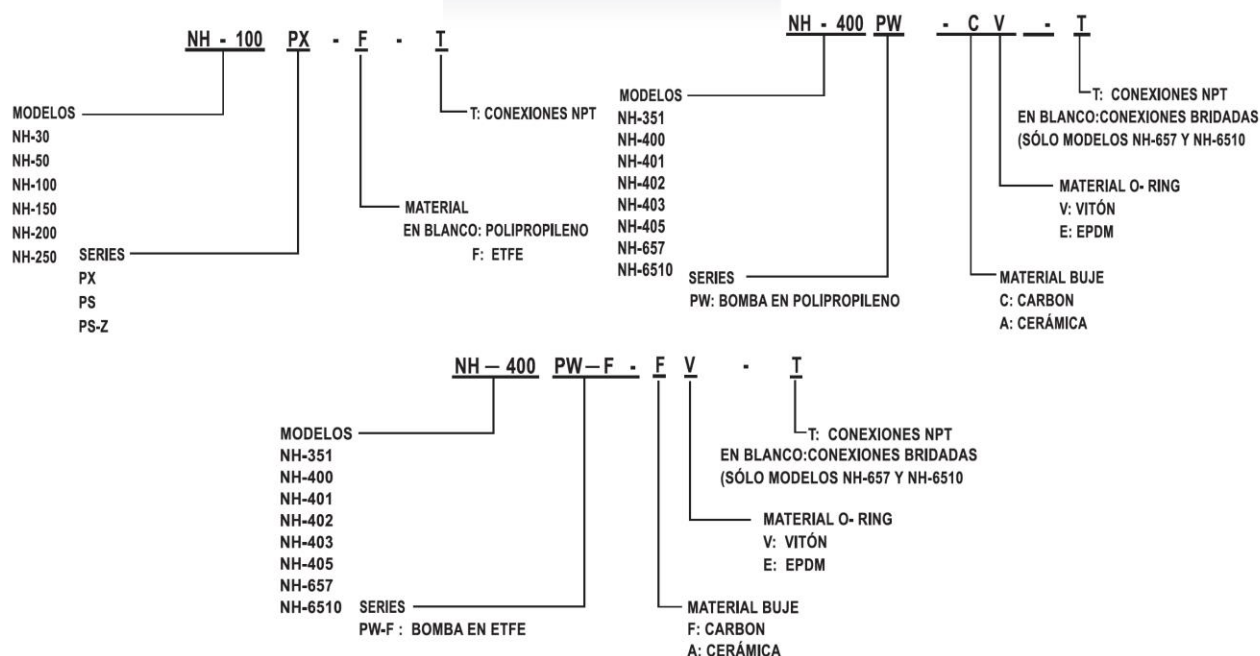 NH - 100 PX - F - T
T: CONEXIONES NPT
MODELOS
NH-30
NH-50
NH-100
NH-150
NH-200
NH-250
MATERIAL
EN BLANCO: POLIPROPILENO
F: ETFE
SERIES
PX
PS
PS-Z
NH - 400 PW - C V - T
T: CONEXIONES NPT
EN BLANCO:CONEXIONES BRIDADAS
(SÓLO MODELOS NH-657 Y NH-6510
MODELOS
NH-351
NH-400
NH-401
NH-402
NH-403
NH-405
NH-657
NH-6510
MATERIAL O- RING
V: VITÓN
E: EPDM
SERIES
PW: BOMBA EN POLIPROPILENO
MATERIAL BUJE
C: CARBON
A: CERÁMICA
NH — 400 PW—F - F V - T
T: CONEXIONES NPT
EN BLANCO:CONEXIONES BRIDADAS
(SÓLO MODELOS NH-657 Y NH-6510
MODELOS
NH-351
NH-400
NH-401
NH-402
NH-403
NH-405
NH-657
NH-6510
MATERIAL O- RING
V: VITÓN
E: EPDM
SERIES
PW-F : BOMBA EN ETFE
MATERIAL BUJE
F: CARBON
A: CERÁMICA